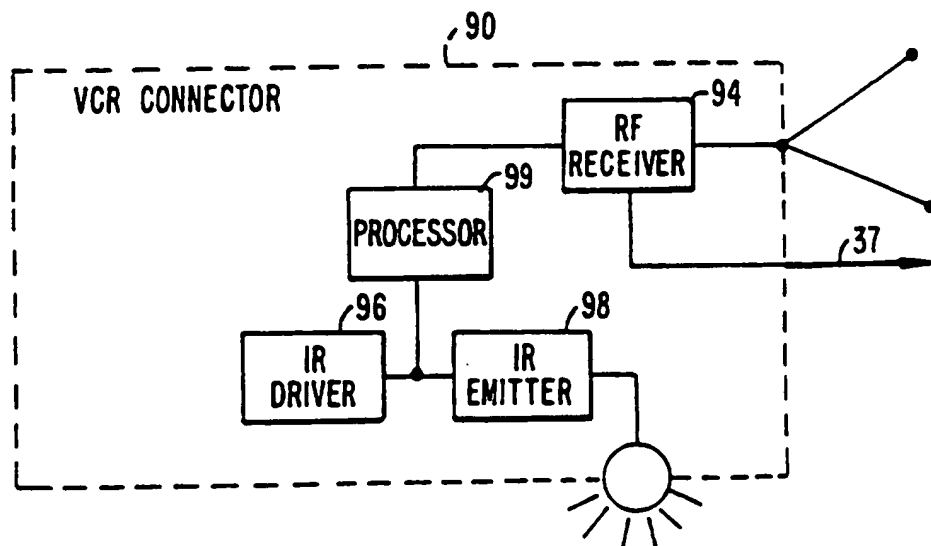 90
VCR CONNECTOR
94
RF
RECEIVER
99
PROCESSOR
37
96
98
IR
DRIVER
IR
EMITTER